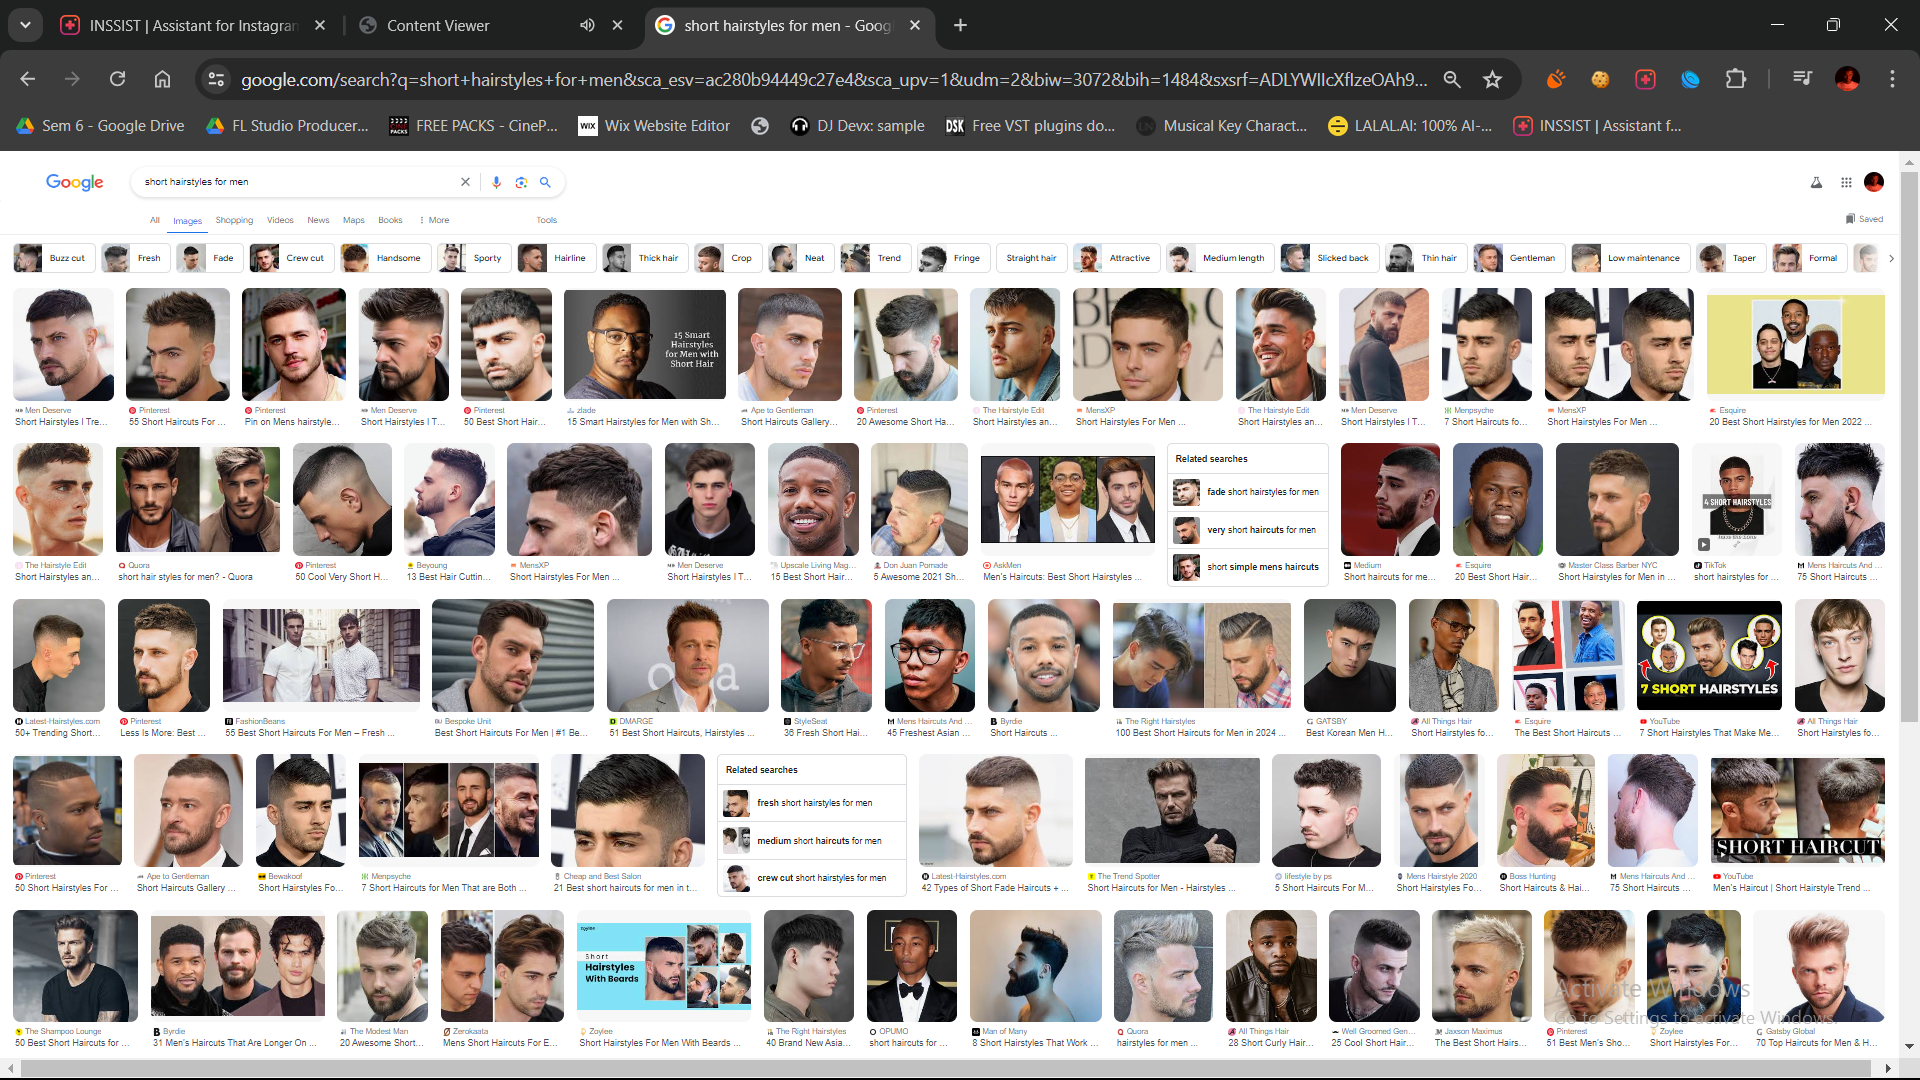 INSSIST | Assistant for Instagran
Content Viewer
short hairstyles for men - Goog
google.com/search?q=short+hairstyles+for+men&sca_esv=ac280b94449c27e4&sca_upv=1&udm=2&biw=3072&bih=1484&sxsrf=ADLYWIIcXfIzeOAh9...
Sem 6 - Google Drive
FL Studio Producer...
FREE PACKS - CineP...
Wix Website Editor
DJ Devx: sample
Free VST plugins do...
Musical Key Charact...
LALAL.AI: 100% AI-...
INSSIST | Assistant f...
Google
short hairstyles for men
All Images Shopping Videos News Maps Books More Tools
Saved
Buzz cut Fresh Fade Crew cut Handsome Sporty Hairline Thick hair Crop Neat Trend Fringe Straight hair Attractive Medium length Slicked back Thin hair Gentleman Low maintenance Taper Formal
15 Smart
Hairstyles
for Men with
Short Hair
Men Deserve
Short Hairstyles I Tre...
Pinterest
55 Short Haircuts For ...
Pinterest
Pin on Mens hairstyle...
Men Deserve
Short Hairstyles I T...
Pinterest
50 Best Short Hair...
zlade
15 Smart Hairstyles for Men with Sh...
Ape to Gentleman
Short Haircuts Gallery...
Pinterest
20 Awesome Short Ha...
The Hairstyle Edit
Short Hairstyles an...
MensXP
Short Hairstyles For Men ...
The Hairstyle Edit
Short Hairstyles an...
Men Deserve
Short Hairstyles I T...
Menpsyche
7 Short Haircuts fo...
MensXP
Short Hairstyles For Men ...
Esquire
20 Best Short Hairstyles for Men 2022 ...
The Hairstyle Edit
Short Hairstyles an...
Quora
short hair styles for men? - Quora
Pinterest
50 Cool Very Short H...
Beyoung
13 Best Hair Cuttin...
MensXP
Short Hairstyles For Men ...
Men Deserve
Short Hairstyles I T...
Upscale Living Mag...
15 Best Short Hair...
Don Juan Pomade
5 Awesome 2021 Sh...
AskMen
Men's Haircuts: Best Short Hairstyles ...
Related searches
fade short hairstyles for men
very short haircuts for men
short simple mens haircuts
Medium
Short haircuts for me...
Esquire
20 Best Short Hair...
Master Class Barber NYC
Short Hairstyles for Men in ...
4 SHORT HAIRSTYLES
TikTok
short hairstyles for ...
Mens Haircuts And ...
75 Short Haircuts ...
Latest-Hairstyles.com
50+ Trending Short...
Pinterest
Less Is More: Best ...
FashionBeans
55 Best Short Haircuts For Men – Fresh ...
Bespoke Unit
Best Short Haircuts For Men | #1 Be...
DMARGE
51 Best Short Haircuts, Hairstyles ...
StyleSeat
36 Fresh Short Hai...
Mens Haircuts And ...
45 Freshest Asian ...
Byrdie
Short Haircuts ...
The Right Hairstyles
100 Best Short Haircuts for Men in 2024 ...
GATSBY
Best Korean Men H...
All Things Hair
Short Hairstyles fo...
Esquire
The Best Short Haircuts ...
7 SHORT HAIRSTYLES
YouTube
7 Short Hairstyles That Make Me...
All Things Hair
Short Hairstyles fo...
Pinterest
50 Short Hairstyles For ...
Ape to Gentleman
Short Haircuts Gallery ...
Bewakoof
Short Hairstyles Fo...
Menpsyche
7 Short Haircuts for Men That are Both ...
Cheap and Best Salon
21 Best short haircuts for men in t...
Related searches
fresh short hairstyles for men
medium short haircuts for men
crew cut short hairstyles for men
Latest-Hairstyles.com
42 Types of Short Fade Haircuts + ...
The Trend Spotter
Short Haircuts for Men - Hairstyles ...
lifestyle by ps
5 Short Haircuts For M...
Mens Hairstyle 2020
Short Hairstyles Fo...
Boss Hunting
Short Haircuts & Hai...
Mens Haircuts And ...
75 Short Haircuts ...
SHORT HAIRCUT
YouTube
Men's Haircut | Short Hairstyle Trend ...
The Shampoo Lounge
50 Best Short Haircuts for ...
Byrdie
31 Men's Haircuts That Are Longer On ...
The Modest Man
20 Awesome Short...
Zerokaata
Mens Short Haircuts For E...
Short
Hairstyles
With Beards
Zoylee
Short Hairstyles For Men With Beards ...
The Right Hairstyles
40 Brand New Asia...
OPUMO
short haircuts for ...
Man of Many
8 Short Hairstyles That Work ...
Quora
hairstyles for men ...
All Things Hair
28 Short Curly Hair...
Well Groomed Gen...
25 Cool Short Hair...
Jaxson Maximus
The Best Short Hairs...
Pinterest
51 Best Men's Sho...
Zoylee
Short Hairstyles For...
Gatsby Global
70 Top Haircuts for Men & H...
Activate Windows
Go to Settings to activate Windows.